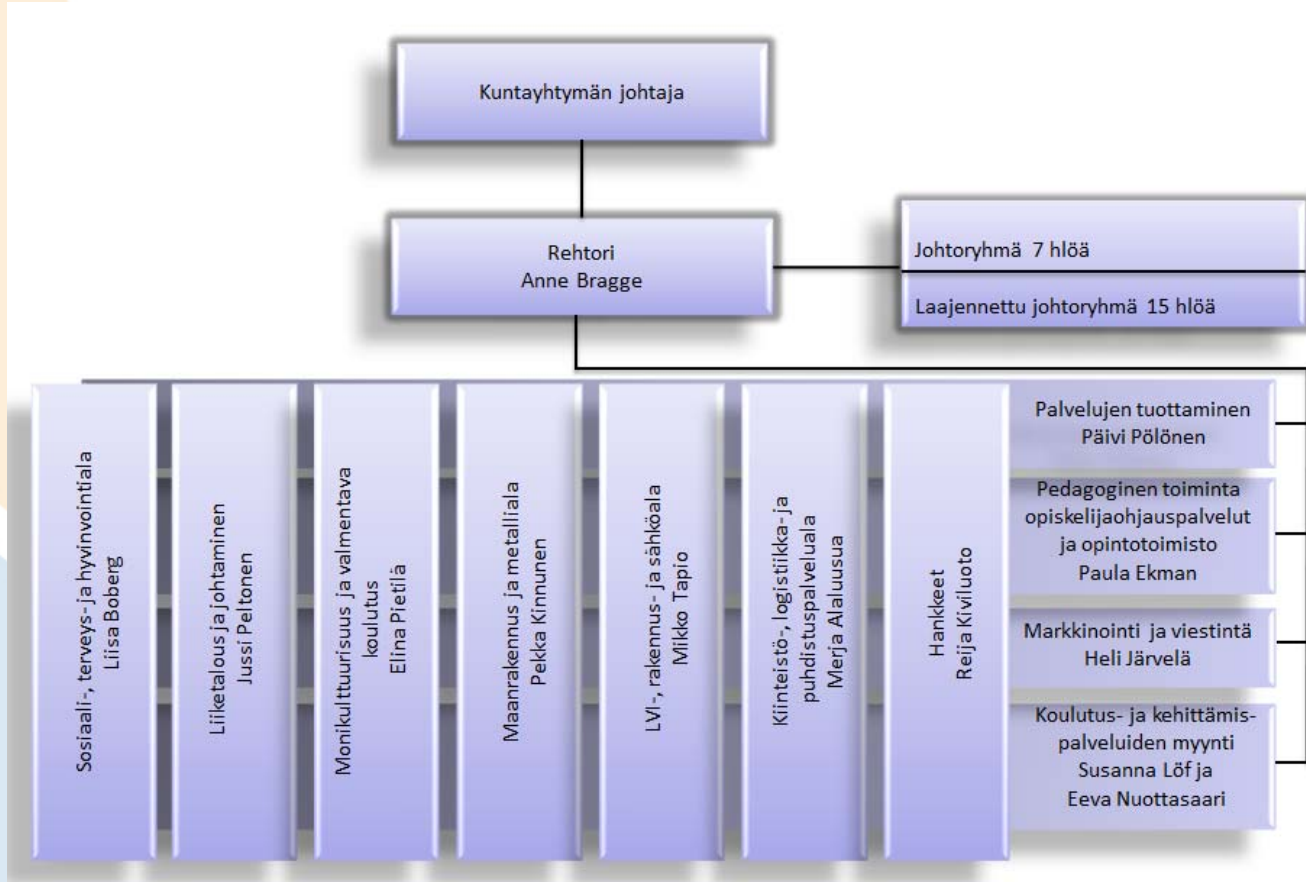 Kuntayhtymän johtaja
Rehtori
Anne Bragge
Johtoryhmä 7 hlöä
Laajennettu johtoryhmä 15 hlöä
Sosiaali-, terveys- ja hyvinvointiala
Liisa Boberg
Liiketalous ja johtaminen
Jussi Peltonen
Monikulttuurisuus ja valmentava
koulutus
Elina Pietilä
Maanrakennus ja metalliala
Pekka Kinnunen
LVI-, rakennus- ja sähköala
Miikko Tapio
Kiinteistö-, logistiikka- ja
puhdistuspalveluala
Merja Alaluusua
Hankkeet
Reija Kiviluoto
Palvelujen tuottaminen
Päivi Pölönen
Pedagoginen toiminta
opiskelijaohjauspalvelut
ja opintotoimisto
Paula Ekman
Markkinointi ja viestintä
Heli Järvelä
Koulutus- ja kehittämis-
palveluiden myynti
Susanna Löf ja
Eeva Nuottasaari